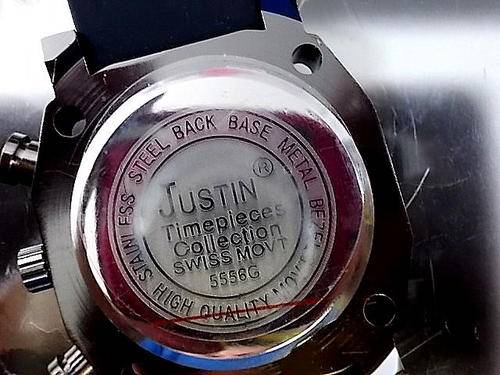 JUSTIN®
Timepieces
Collection
SWISS MOVT
5556G
STAINLESS STEEL BACK BASE METAL
HIGH QUALITY